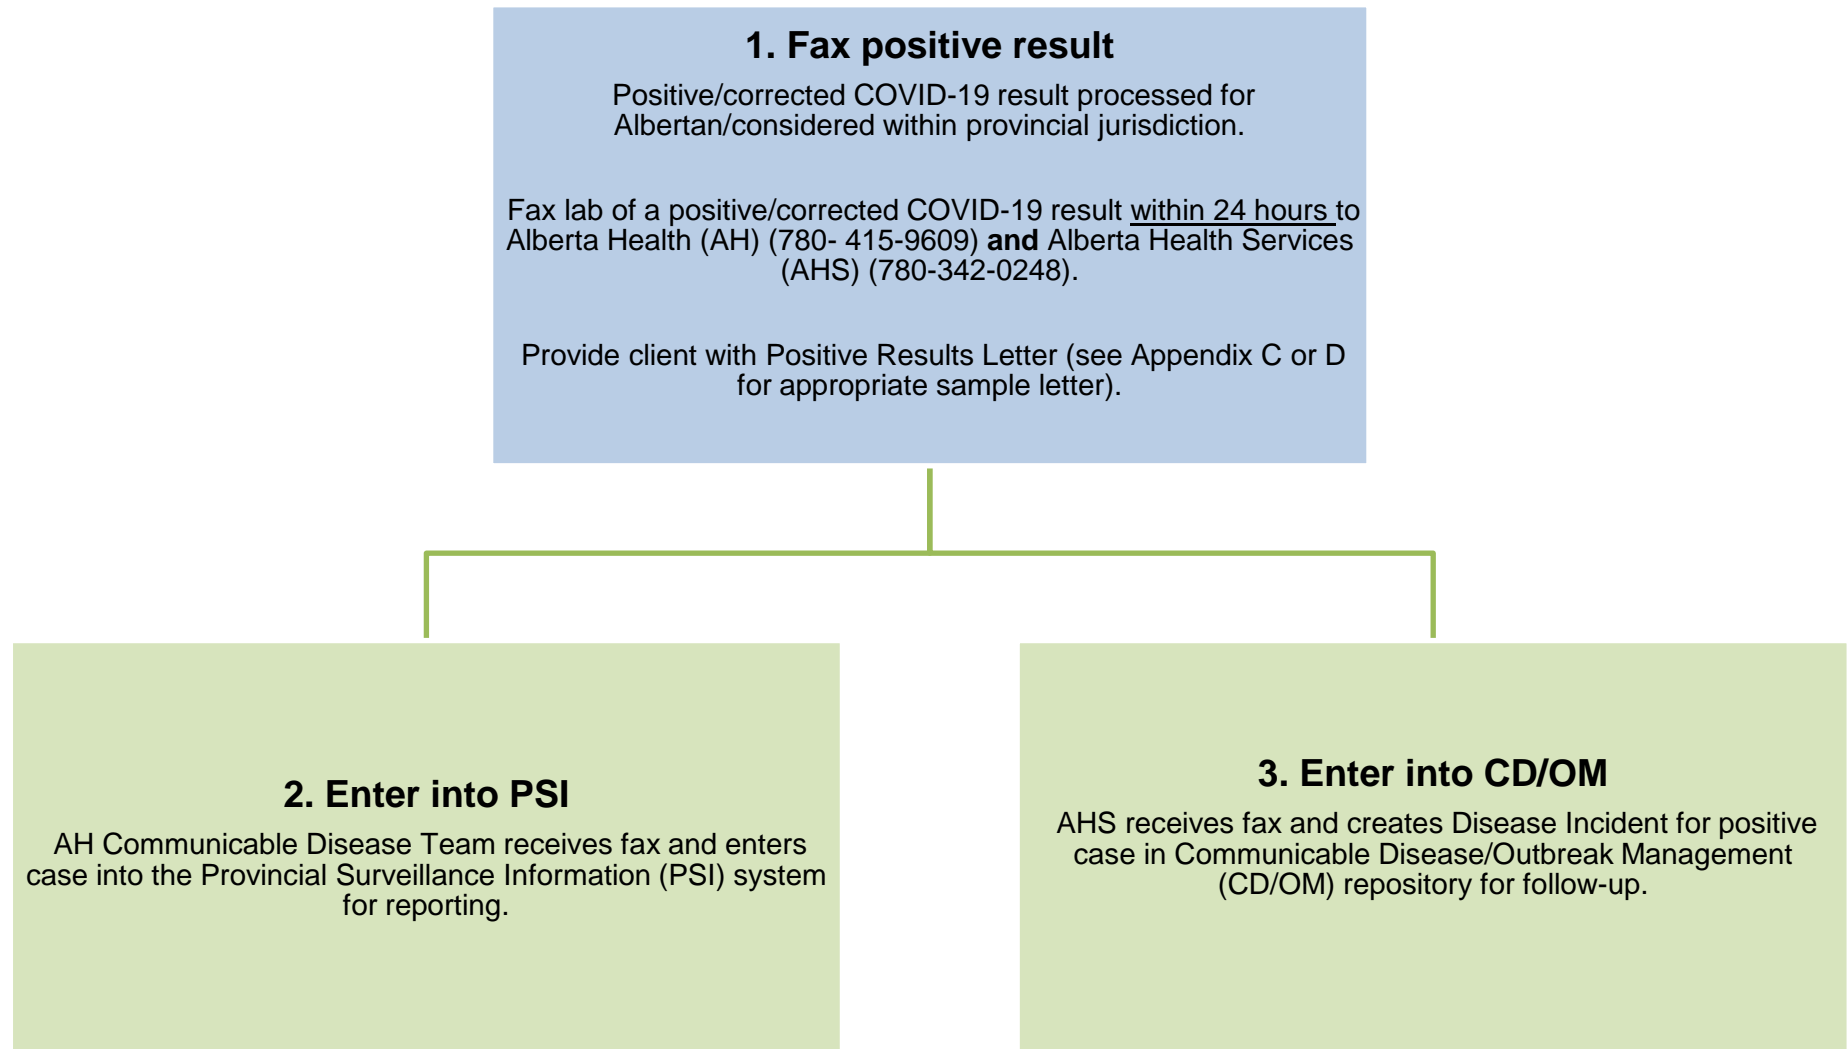 1. Fax positive result
Positive/corrected COVID-19 result processed for
Albertan/considered within provincial jurisdiction.
Fax lab of a positive/corrected COVID-19 result within 24 hours to
Alberta Health (AH) (780- 415-9609) and Alberta Health Services
(AHS) (780-342-0248).
Provide client with Positive Results Letter (see Appendix C or D
for appropriate sample letter).
2. Enter into PSI
AH Communicable Disease Team receives fax and enters
case into the Provincial Surveillance Information (PSI) system
for reporting.
3. Enter into CD/OM
AHS receives fax and creates Disease Incident for positive
case in Communicable Disease/Outbreak Management
(CD/OM) repository for follow-up.